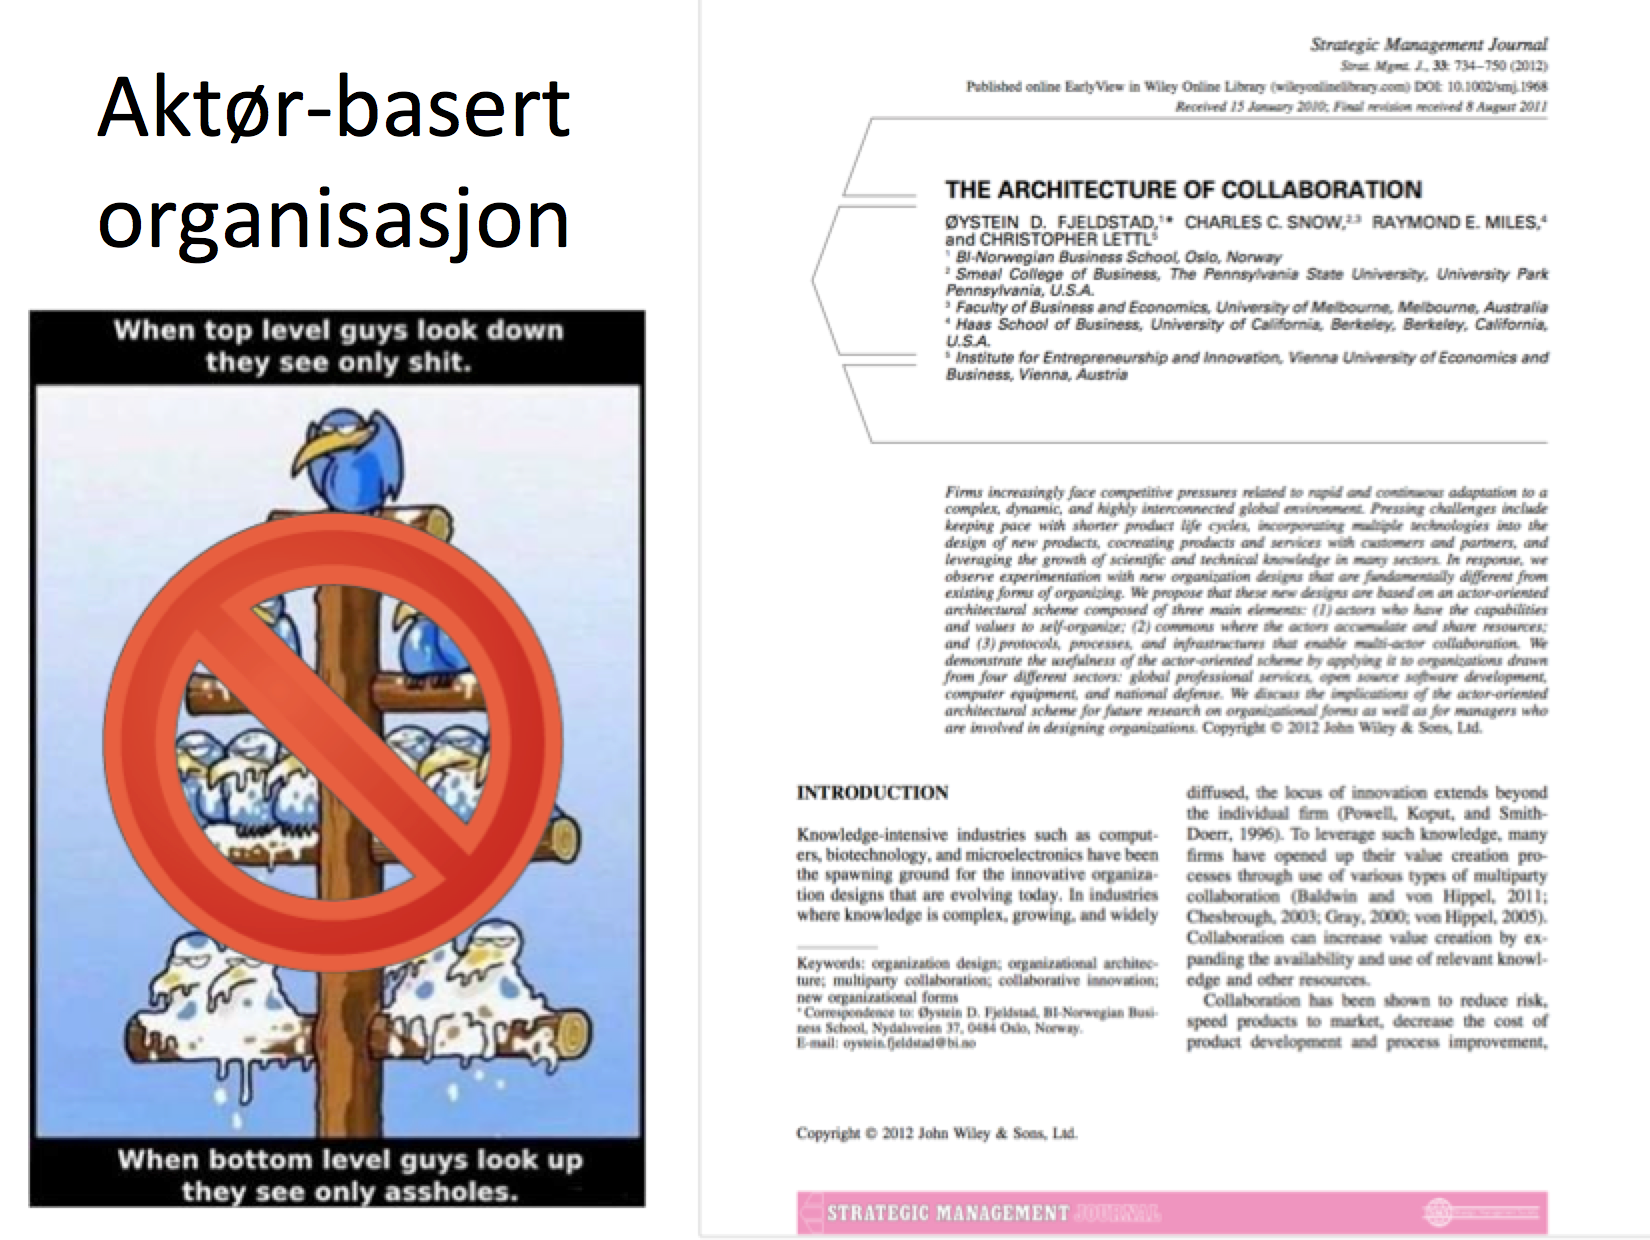 Aktør-basert
organisasjon
When top level guys look down
they see only shit.
When bottom level guys look up
they see only assholes.
Strategic Management Journal
Strat. Mgmt. J., 33: 734–750 (2012)
Published online EarlyView in Wiley Online Library (wileyonlinelibrary.com) DOI: 10.1002/smj.1968
Received 15 January 2010; Final revision received 8 August 2011
THE ARCHITECTURE OF COLLABORATION
ØYSTEIN D. FJELDSTAD,1* CHARLES C. SNOW,2,3 RAYMOND E. MILES,4
and CHRISTOPHER LETTL5
1 BI-Norwegian Business School, Oslo, Norway
2 Smeal College of Business, The Pennsylvania State University, University Park
Pennsylvania, U.S.A.
3 Faculty of Business and Economics, University of Melbourne, Melbourne, Australia
4 Haas School of Business, University of California, Berkeley, Berkeley, California,
U.S.A.
5 Institute for Entrepreneurship and Innovation, Vienna University of Economics and
Business, Vienna, Austria
Firms increasingly face competitive pressures related to rapid and continuous adaptation to a
complex, dynamic, and highly interconnected global environment. Pressing challenges include
keeping pace with shorter product life cycles, incorporating multiple technologies into the
design of new products, cocreating products and services with customers and partners, and
leveraging the growth of scientific and technical knowledge in many sectors. In response, we
observe experimentation with new organization designs that are fundamentally different from
existing forms of organizing. We propose that these new designs are based on an actor-oriented
architectural scheme composed of three main elements: (1) actors who have the capabilities
and values to self-organize; (2) commons where the actors accumulate and share resources;
and (3) protocols, processes, and infrastructures that enable multi-actor collaboration. We
demonstrate the usefulness of the actor-oriented scheme by applying it to organizations drawn
from four different sectors: global professional services, open source software development,
computer equipment, and national defense. We discuss the implications of the actor-oriented
architectural scheme for future research on organizational forms as well as for managers who
are involved in designing organizations. Copyright © 2012 John Wiley & Sons, Ltd.
INTRODUCTION
Knowledge-intensive industries such as comput-
ers, biotechnology, and microelectronics have been
the spawning ground for the innovative organiza-
tion designs that are evolving today. In industries
where knowledge is complex, growing, and widely
Keywords: organization design; organizational architec-
ture; multiparty collaboration; collaborative innovation;
new organizational forms
* Correspondence to: Øystein D. Fjeldstad, BI-Norwegian Busi-
ness School, Nydalsveien 37, 0484 Oslo, Norway.
E-mail: oystein.fjeldstad@bi.no
diffused, the locus of innovation extends beyond
the individual firm (Powell, Koput, and Smith-
Doerr, 1996). To leverage such knowledge, many
firms have opened up their value creation pro-
cesses through use of various types of multiparty
collaboration (Baldwin and von Hippel, 2011;
Chesbrough, 2003; Gray, 2000; von Hippel, 2005).
Collaboration can increase value creation by ex-
panding the availability and use of relevant knowl-
edge and other resources.
Collaboration has been shown to reduce risk,
speed products to market, decrease the cost of
product development and process improvement,
Copyright © 2012 John Wiley & Sons, Ltd.
STRATEGIC MANAGEMENT JOURNAL